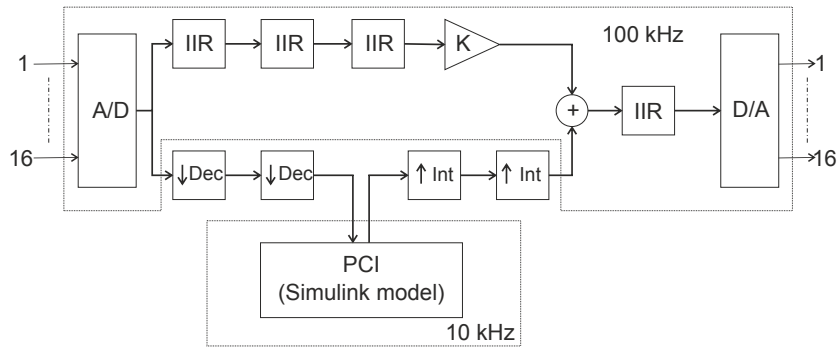 IIR
IIR
IIR
K
100 kHz
1
A/D
16
+
IIR
D/A
1
16
↓Dec
↓Dec
↑ Int
↑ Int
PCI
(Simulink model)
10 kHz